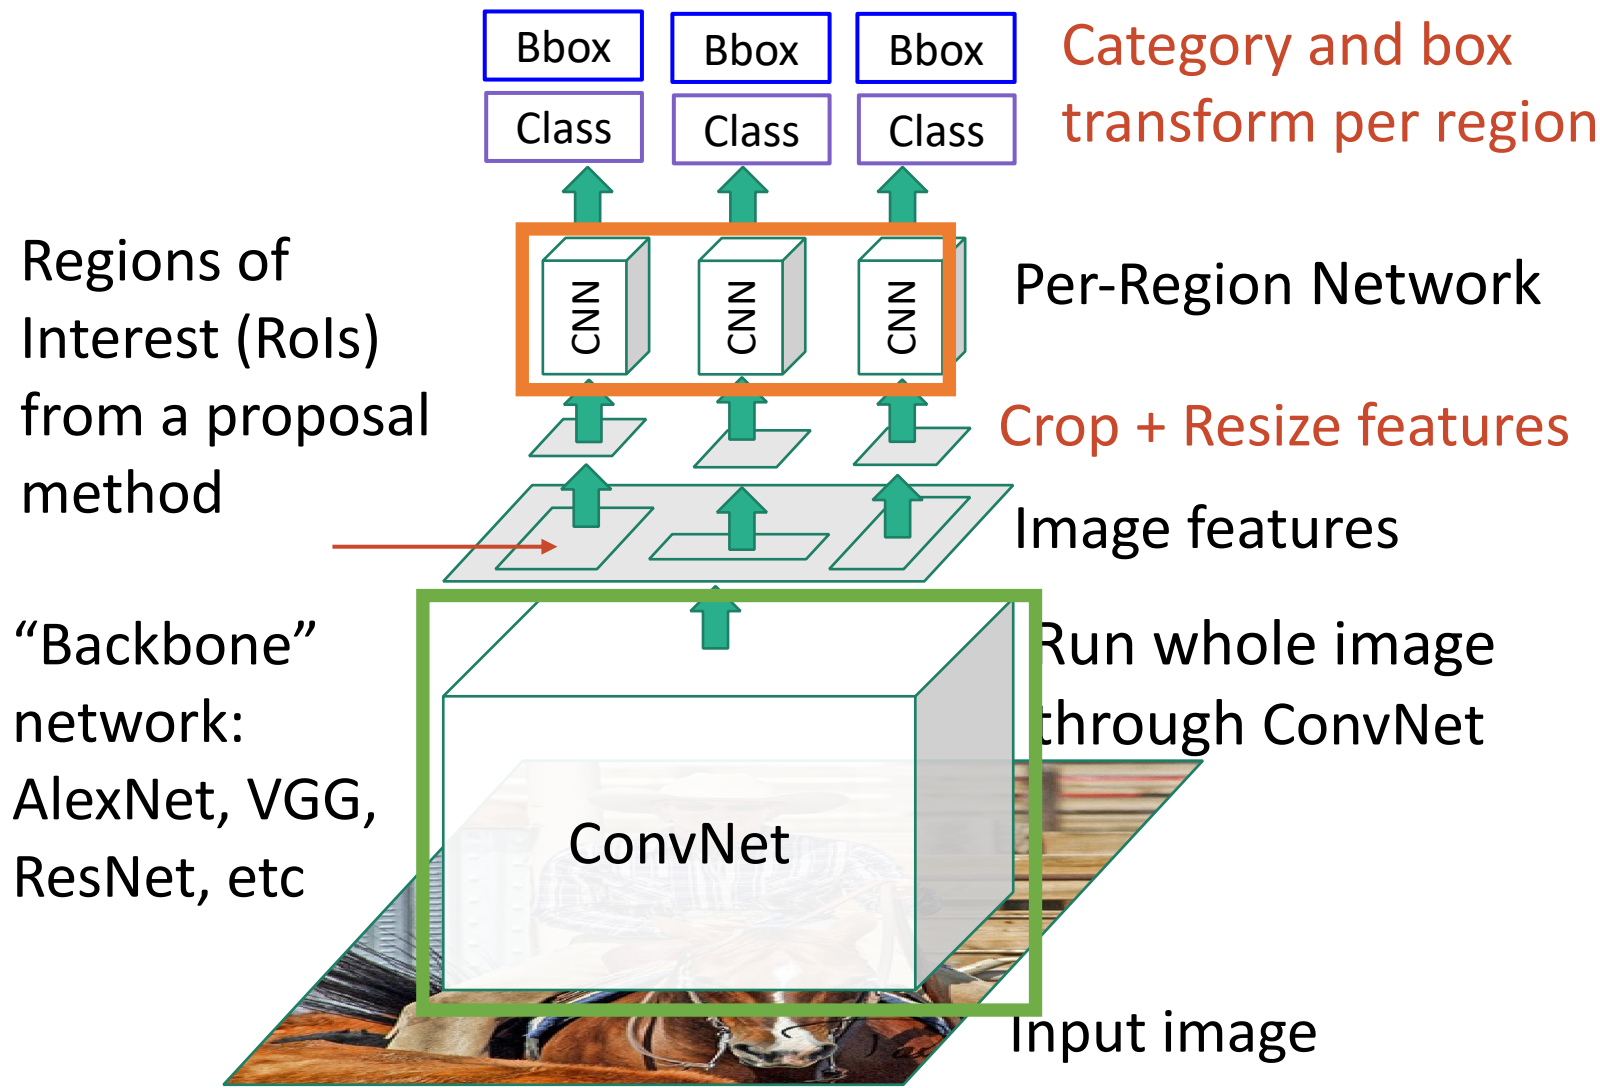 Bbox
Bbox
Bbox
Class
Class
Class
Category and box
transform per region
Regions of
Interest (RoIs)
from a proposal
method
CNN
CNN
CNN
Per-Region Network
Crop + Resize features
Image features
“Backbone”
network:
AlexNet, VGG,
ResNet, etc
Run whole image
through ConvNet
ConvNet
Input image